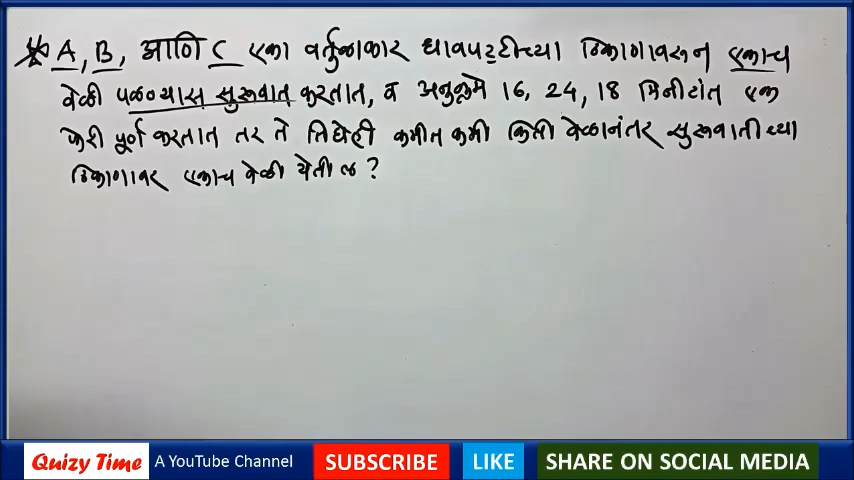 A, B, आणि C एका वर्तुळाकार धावपट्टीच्या ठिकाणावरून एकाच
वेळी पळण्यास सुरूवात करतात, व अनुक्रमे 16, 24, 18 मिनीटांत एक
फेरी पूर्ण करतात तर ते तिघेही कमीत कमी किती वेळानंतर सुरूवातीच्या
ठिकाणावर एकाच वेळी येतील ?
Quizy Time A YouTube Channel SUBSCRIBE LIKE SHARE ON SOCIAL MEDIA